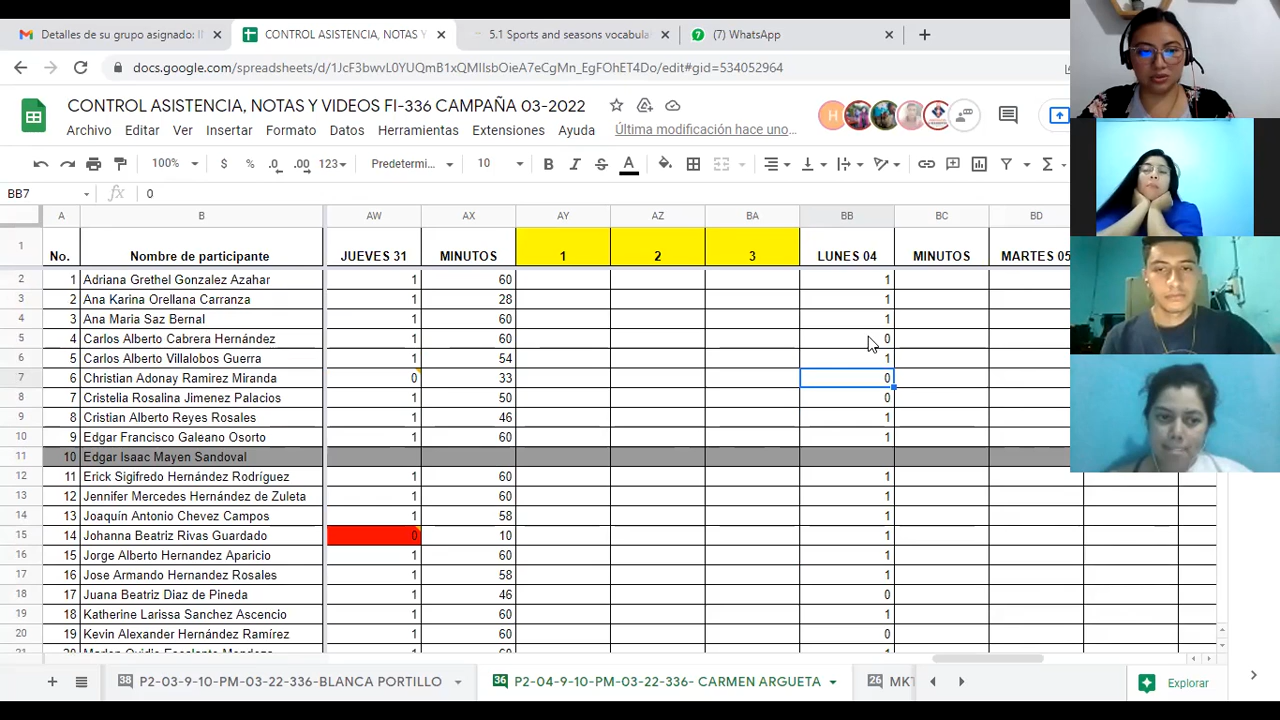 Detalles de su grupo asignado: II
CONTROL ASISTENCIA, NOTAS Y
5.1 Sports and seasons vocabula
(7) WhatsApp
CONTROL ASISTENCIA, NOTAS Y VIDEOS FI-336 CAMPAÑA 03-2022
Archivo Editar Ver Insertar Formato Datos Herramientas Extensiones Ayuda Última modificación hace uno...
100% $ % .0 .00 123 Predetermi... 10 B I S A
BB7 fx 0
A B AW AX AY AZ BA BB BC BD
1 No. Nombre de participante JUEVES 31 MINUTOS 1 2 3 LUNES 04 MINUTOS MARTES 05
2 1 Adriana Grethel Gonzalez Azahar 1 60 1
3 2 Ana Karina Orellana Carranza 1 28 1
4 3 Ana Maria Saz Bernal 1 60 1
5 4 Carlos Alberto Cabrera Hernández 1 60 0
6 5 Carlos Alberto Villalobos Guerra 1 54 1
7 6 Christian Adonay Ramirez Miranda 0 33 0
8 7 Cristelia Rosalina Jimenez Palacios 1 50 0
9 8 Cristian Alberto Reyes Rosales 1 46 1
10 9 Edgar Francisco Galeano Osorto 1 60 1
11 10 Edgar Isaac Mayen Sandoval
12 11 Erick Sigifredo Hernández Rodríguez 1 60 1
13 12 Jennifer Mercedes Hernández de Zuleta 1 60 1
14 13 Joaquín Antonio Chevez Campos 1 58 1
15 14 Johanna Beatriz Rivas Guardado 0 10 1
16 15 Jorge Alberto Hernandez Aparicio 1 60 1
17 16 Jose Armando Hernandez Rosales 1 58 1
18 17 Juana Beatriz Diaz de Pineda 1 46 0
19 18 Katherine Larissa Sanchez Ascencio 1 60 1
20 19 Kevin Alexander Hernández Ramírez 1 60 0
38 P2-03-9-10-PM-03-22-336-BLANCA PORTILLO
36 P2-04-9-10-PM-03-22-336- CARMEN ARGUETA
26 MKT
Explorar